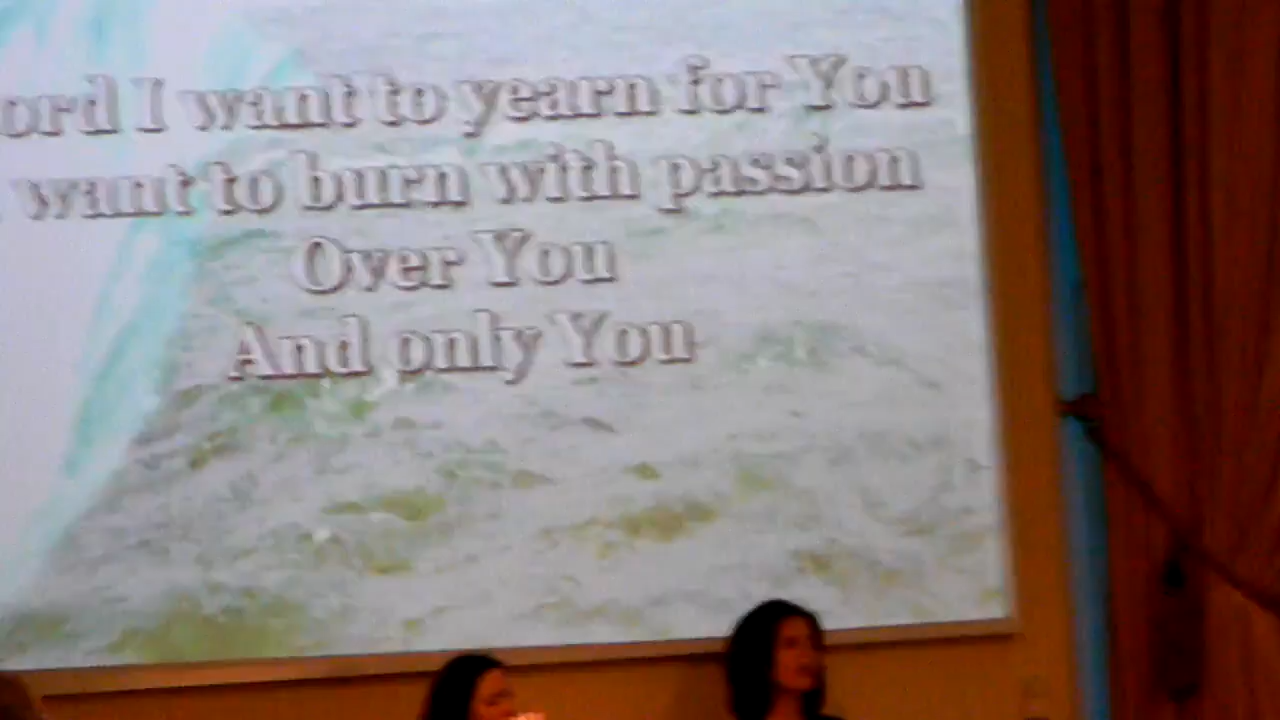 ord I want to yearn for You
want to burn with passion
Over You
And only You